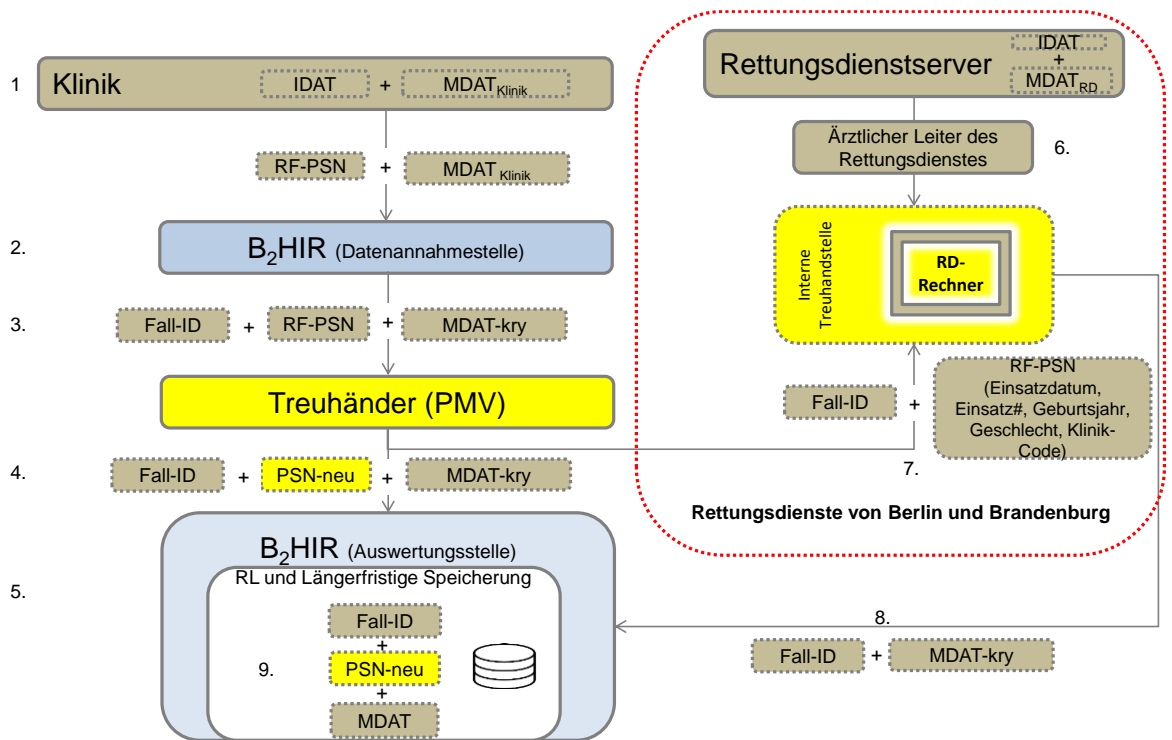 1
Klinik
IDAT + MDAT_Klinik
RF-PSN + MDAT_Klinik
2.
B₂HIR (Datenannahmestelle)
3.
Fall-ID + RF-PSN + MDAT-kry
Treuhänder (PMV)
4.
Fall-ID + PSN-neu + MDAT-kry
5.
B₂HIR (Auswertungsstelle)
RL und Längerfristige Speicherung
9.
Fall-ID
+
PSN-neu
+
MDAT
Rettungsdienstserver
IDAT
+
MDAT_RD
Ärztlicher Leiter des
Rettungsdienstes
6.
Interne
Treuhandstelle
RD-
Rechner
Fall-ID +
RF-PSN
(Einsatzdatum,
Einsatz#, Geburtsjahr,
Geschlecht, Klinik-
Code)
7.
Rettungsdienste von Berlin und Brandenburg
8.
Fall-ID + MDAT-kry